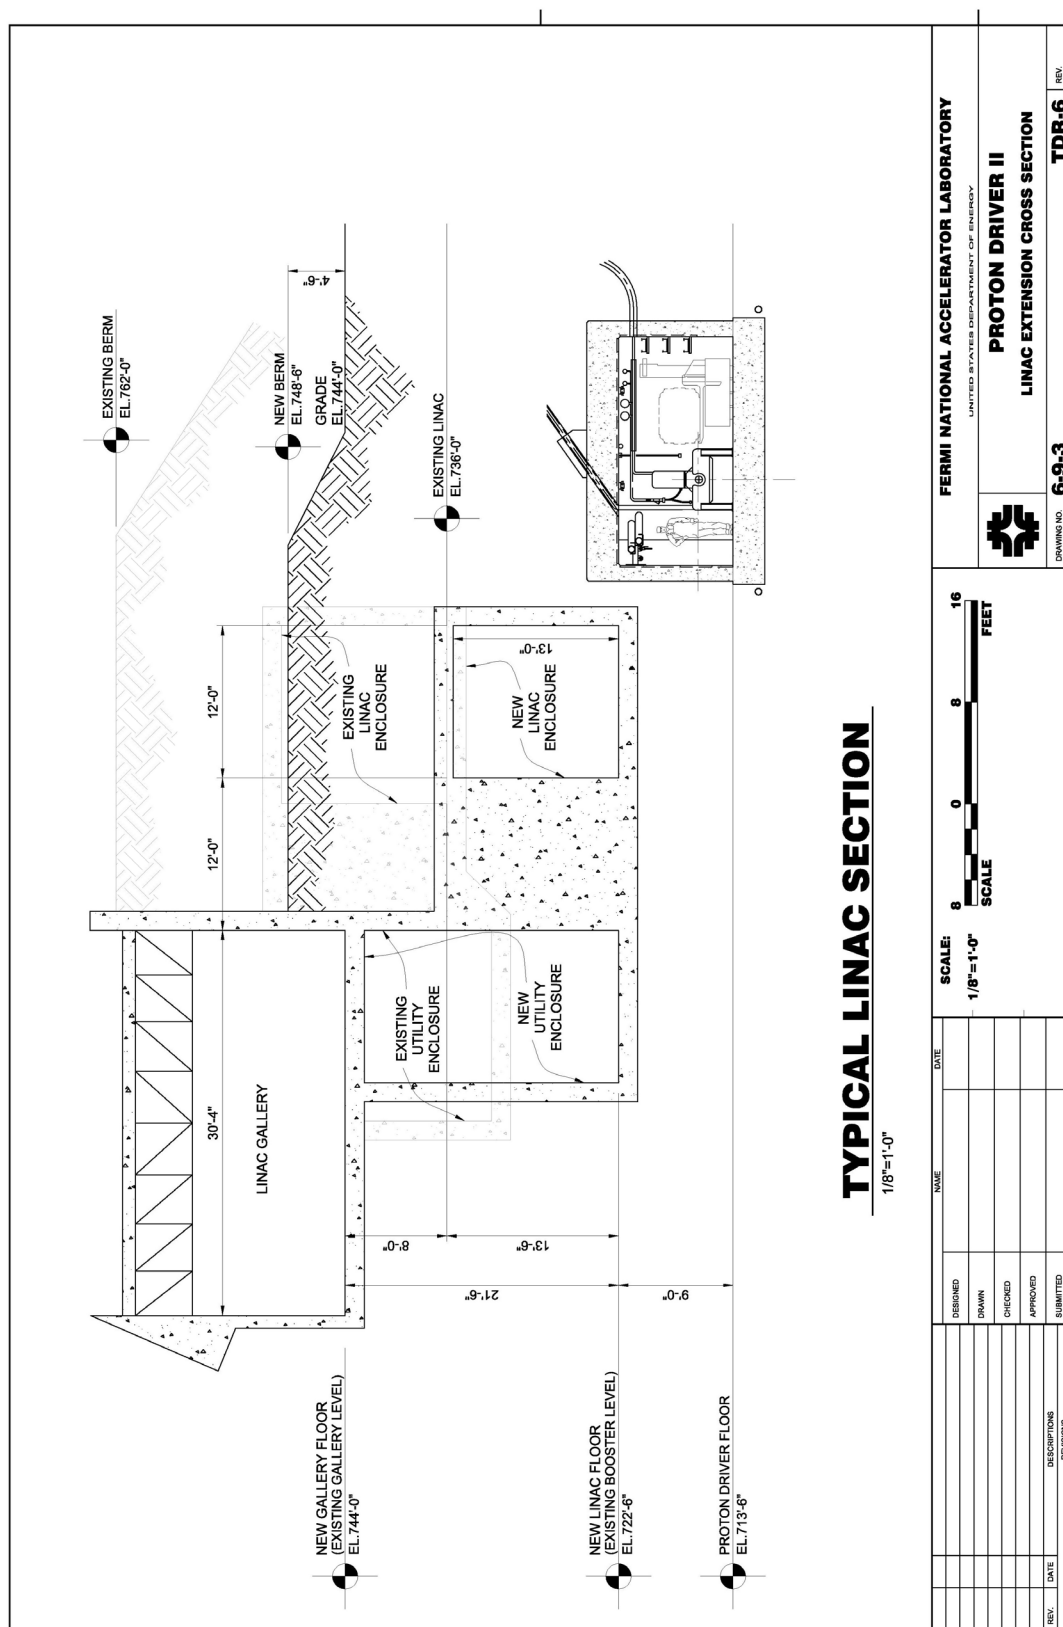 EXISTING BERM
EL.762'-0"
NEW BERM
EL.748'-6"
GRADE
EL.744'-0"
4'-6"
EXISTING LINAC
EL.736'-0"
12'-0"
12'-0"
30'-4"
LINAC GALLERY
EXISTING
LINAC
ENCLOSURE
13'-0"
NEW
LINAC
ENCLOSURE
EXISTING
UTILITY
ENCLOSURE
NEW
UTILITY
ENCLOSURE
8'-0"
13'-6"
21'-6"
9'-0"
NEW GALLERY FLOOR
(EXISTING GALLERY LEVEL)
EL.744'-0"
NEW LINAC FLOOR
(EXISTING BOOSTER LEVEL)
EL.722'-6"
PROTON DRIVER FLOOR
EL.713'-6"
TYPICAL LINAC SECTION
1/8"=1'-0"
REV.
DATE
DESCRIPTIONS
NAME
DATE
DESIGNED
DRAWN
CHECKED
APPROVED
SUBMITTED
SCALE:
1/8"=1'-0"
8
0
8
16
SCALE
FEET
FERMI NATIONAL ACCELERATOR LABORATORY
UNITED STATES DEPARTMENT OF ENERGY
PROTON DRIVER II
LINAC EXTENSION CROSS SECTION
DRAWING NO.
6-9-3
TDR-6
REV.